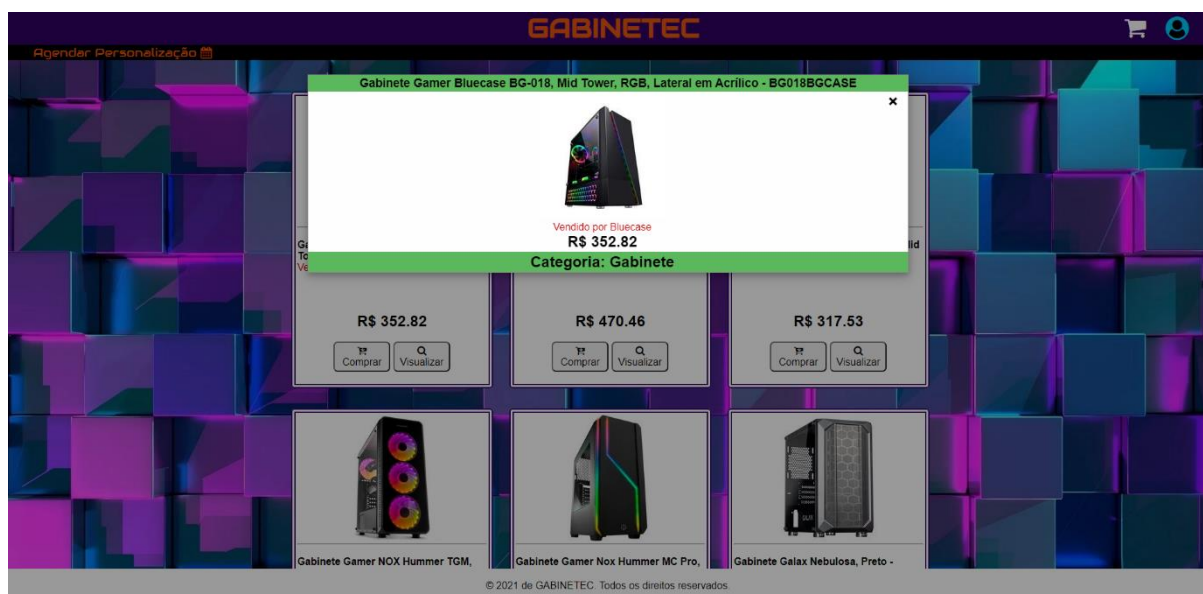 GABINETEC
Agendar Personalização
Gabinete Gamer Bluecase BG-018, Mid Tower, RGB, Lateral em Acrílico - BG018BGCASE
×
Vendido por Bluecase
R$ 352.82
Categoria: Gabinete
R$ 352.82
R$ 470.46
R$ 317.53
Comprar Visualizar
Comprar Visualizar
Comprar Visualizar
Gabinete Gamer NOX Hummer TGM,
Gabinete Gamer Nox Hummer MC Pro,
Gabinete Galax Nebulosa, Preto -
© 2021 de GABINETEC. Todos os direitos reservados.